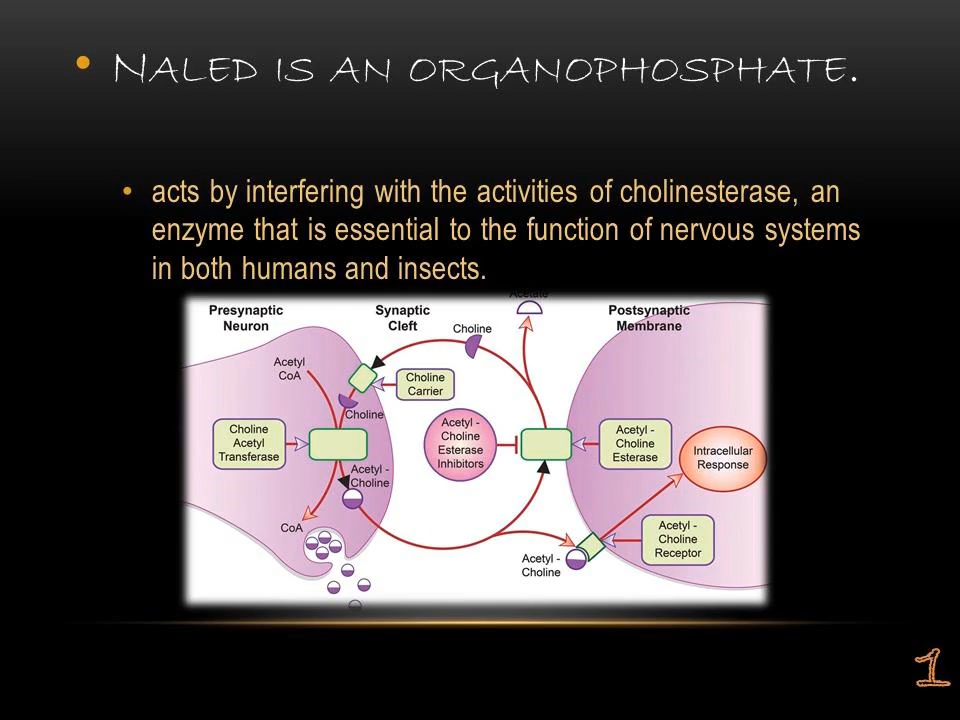 • NALED IS AN ORGANOPHOSPHATE.
• acts by interfering with the activities of cholinesterase, an
enzyme that is essential to the function of nervous systems
in both humans and insects.
Presynaptic
Neuron
Synaptic
Cleft
Acetate
Postsynaptic
Membrane
Choline
Acetyl
CoA
Choline
Carrier
Choline
Choline
Acetyl
Transferase
Acetyl -
Choline
Esterase
Inhibitors
Acetyl -
Choline
Esterase
Intracellular
Response
Acetyl -
Choline
CoA
Acetyl -
Choline
Acetyl -
Choline
Receptor
1